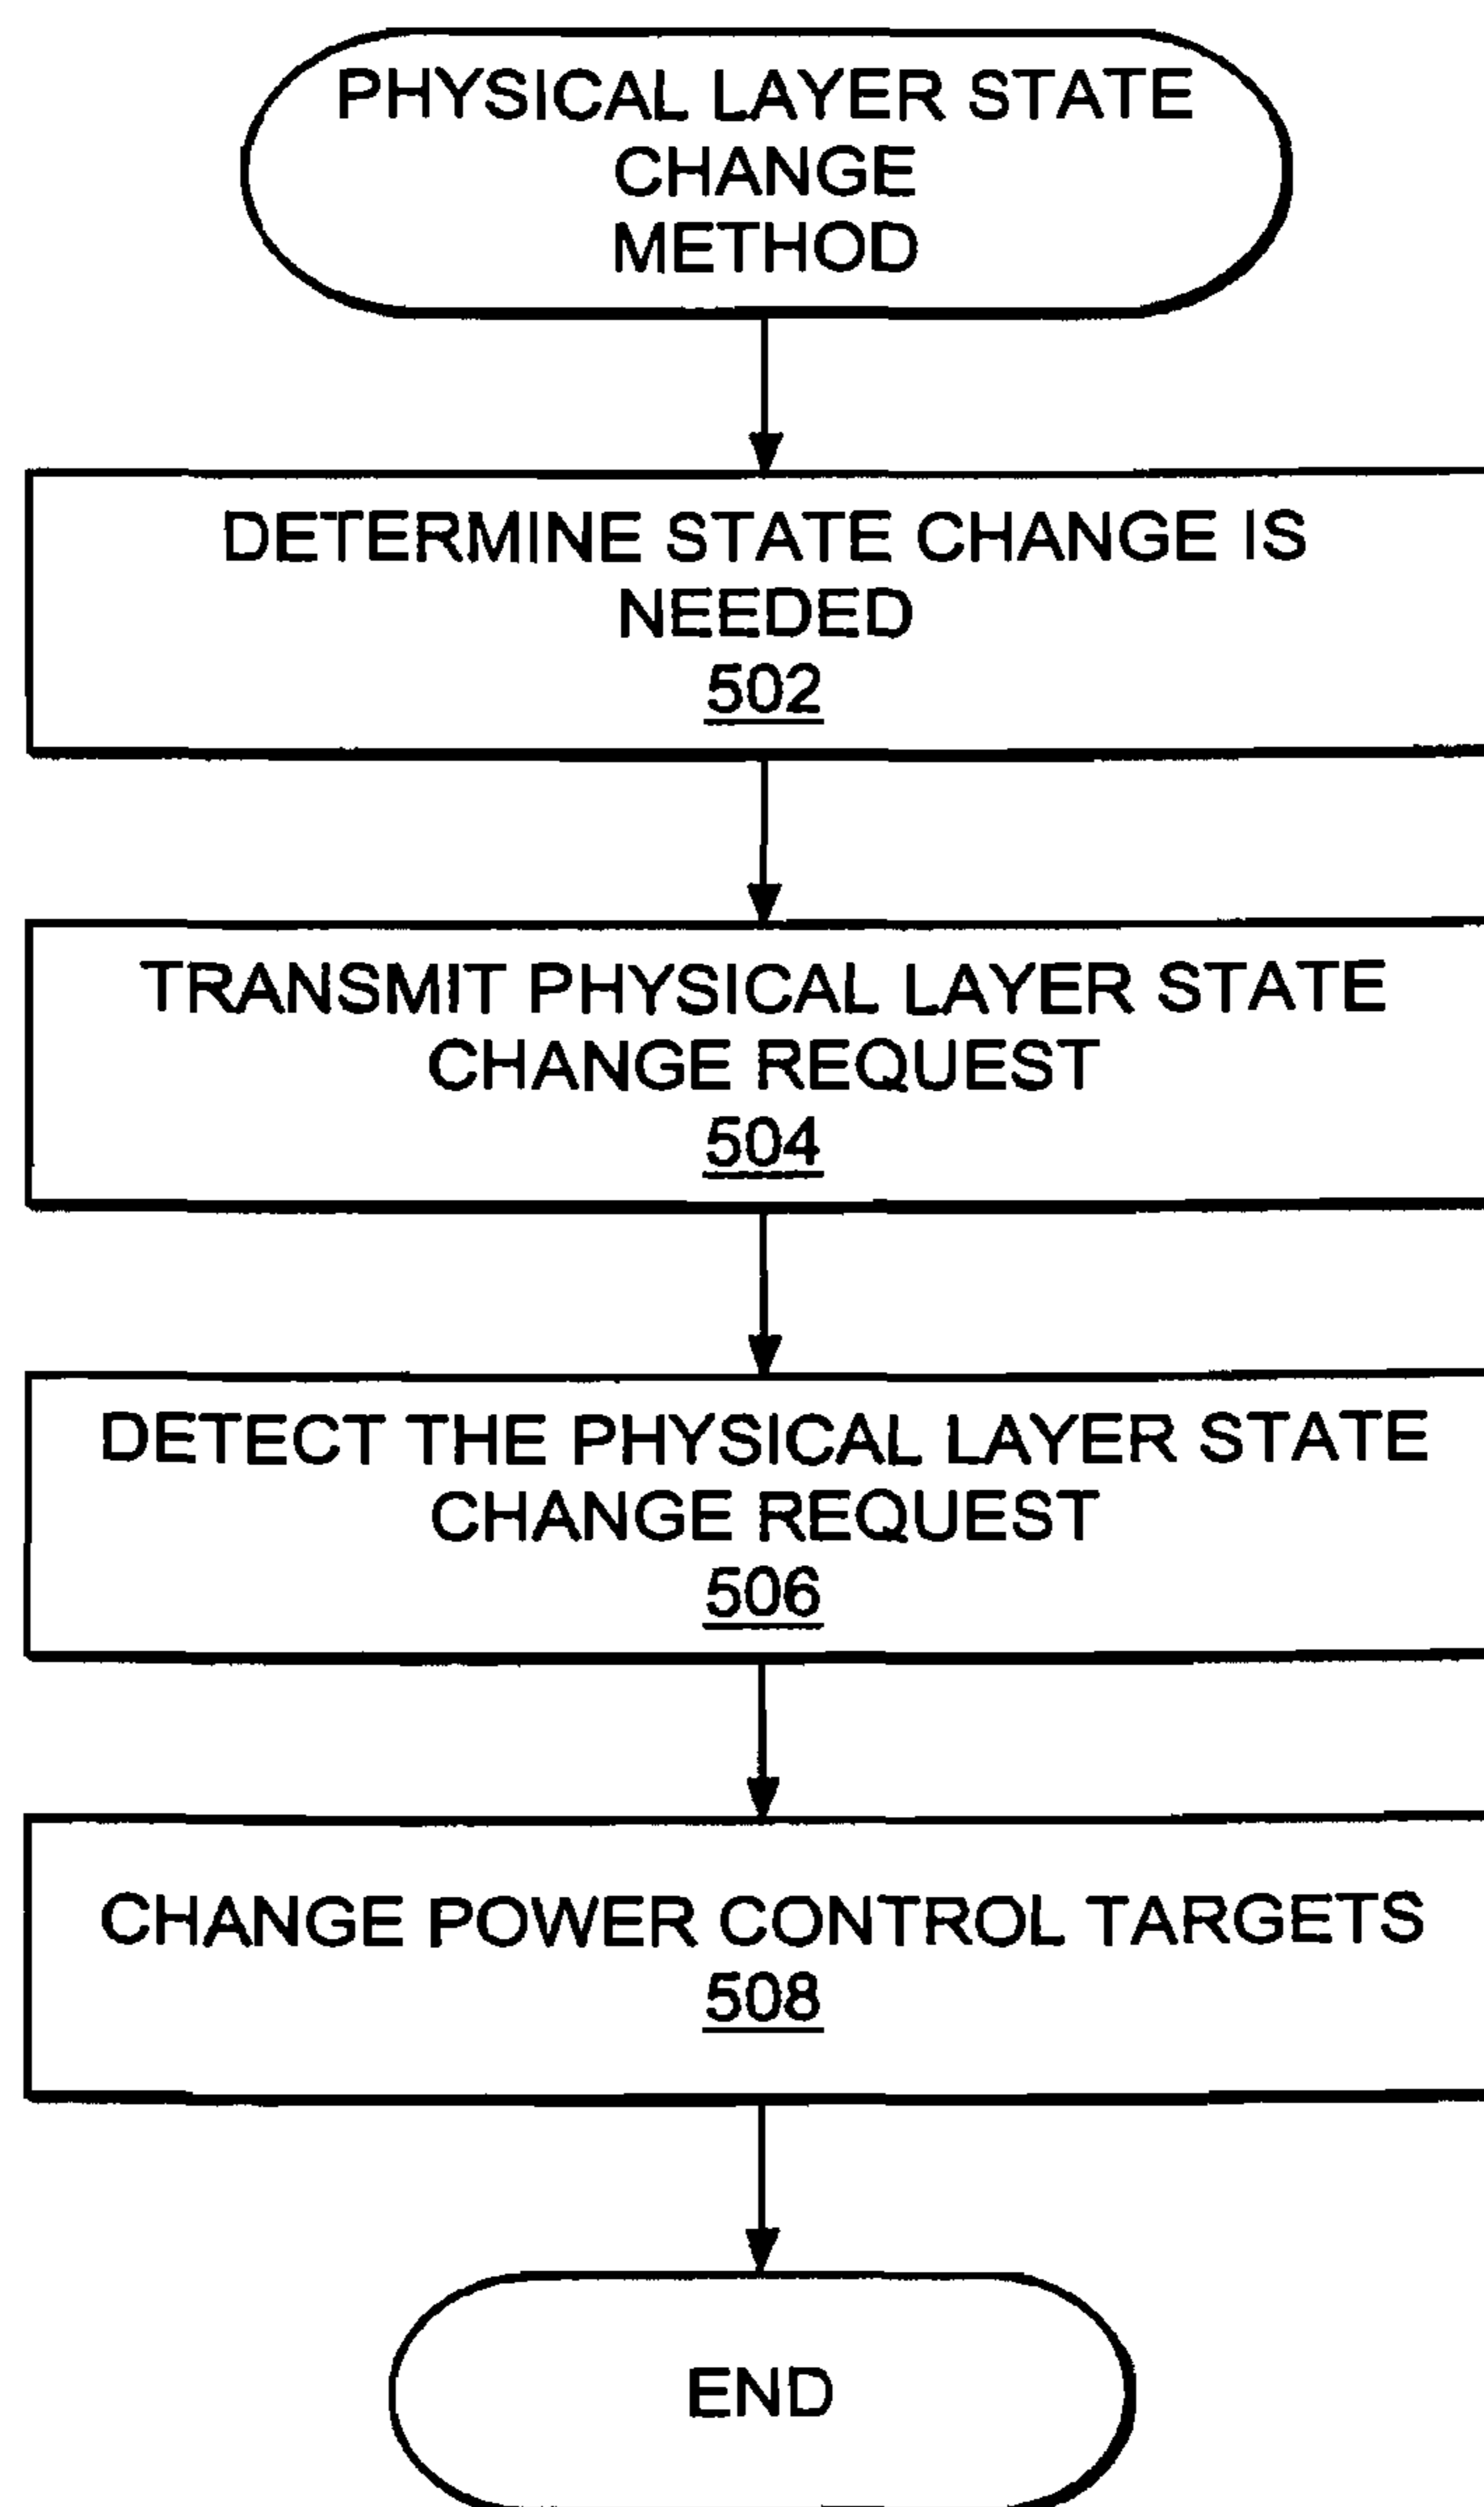 PHYSICAL LAYER STATE
CHANGE
METHOD
DETERMINE STATE CHANGE IS
NEEDED
502
TRANSMIT PHYSICAL LAYER STATE
CHANGE REQUEST
504
DETECT THE PHYSICAL LAYER STATE
CHANGE REQUEST
506
CHANGE POWER CONTROL TARGETS
508
END